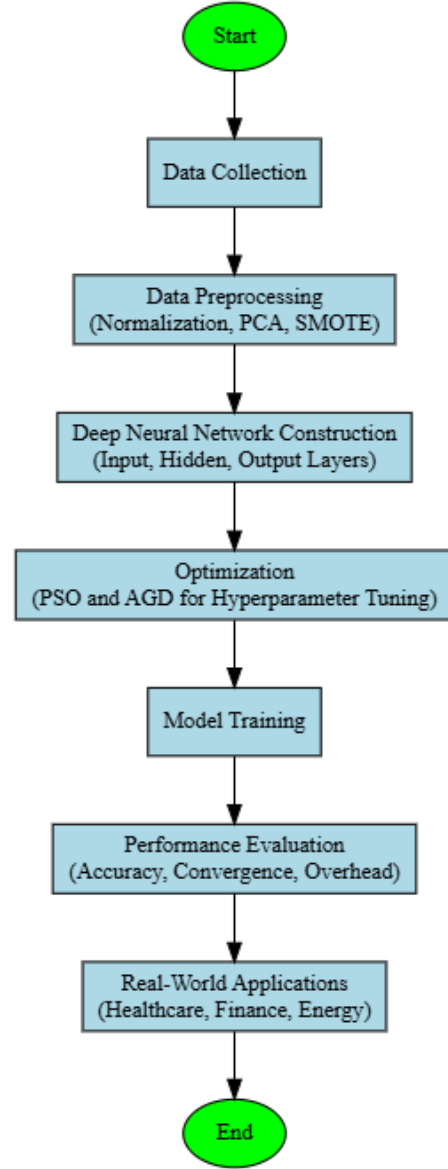 Start
Data Collection
Data Preprocessing
(Normalization, PCA, SMOTE)
Deep Neural Network Construction
(Input, Hidden, Output Layers)
Optimization
(PSO and AGD for Hyperparameter Tuning)
Model Training
Performance Evaluation
(Accuracy, Convergence, Overhead)
Real-World Applications
(Healthcare, Finance, Energy)
End